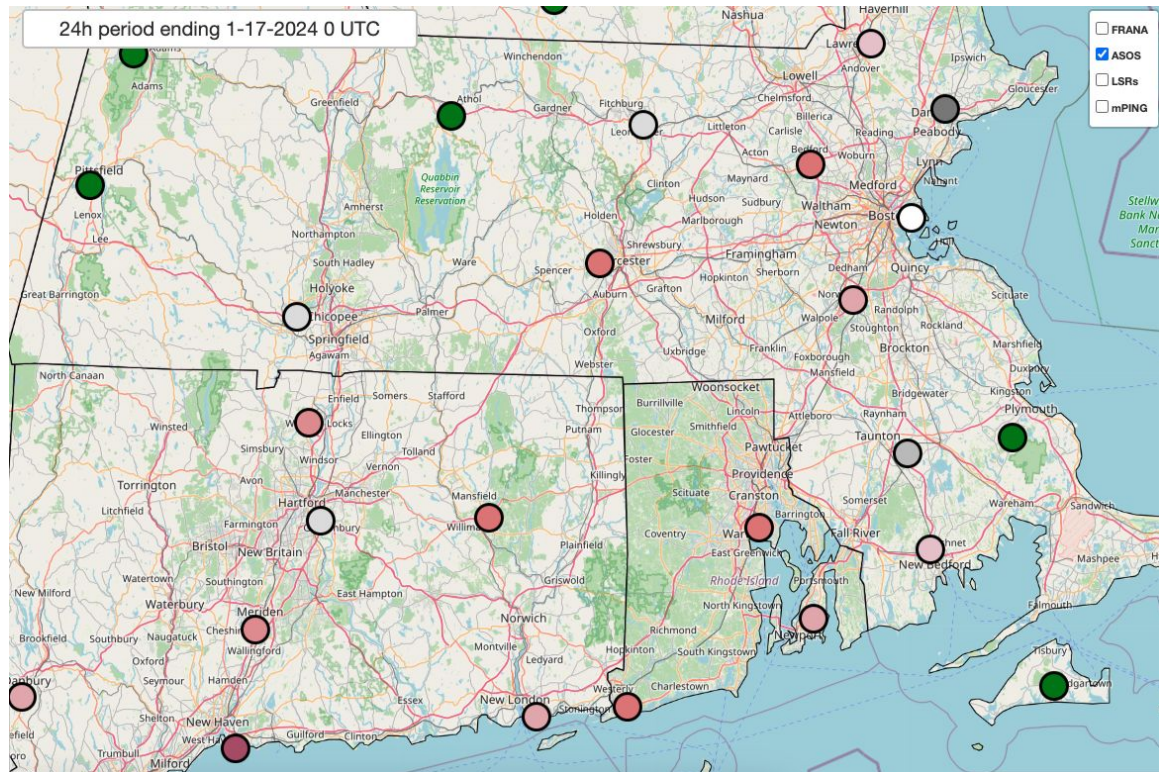 24h period ending 1-17-2024 0 UTC
FRANA
ASOS
LSRs
mPING
Nashua
Haverhill
Adams
Winchendon
Andover
Ipswich
Lowell
Gloucester
Greenfield
Athol
Gardner
Fitchburg
Chelmsford
Billerica
Littleton
Carlisle
Reading
Peabody
Pittsfield
Quabbin
Reservoir
Reservation
Acton
Bedford
Woburn
Lynn
Clinton
Maynard
Medford
Nahant
Lenox
Amherst
Hudson
Sudbury
Waltham
Holden
Marlborough
Newton
Lee
Northampton
Shrewsbury
Ware
Framingham
South Hadley
Spencer
Hopkinton
Sherborn
Dedham
Quincy
Great Barrington
Holyoke
Auburn
Grafton
Scituate
Chicopee
Palmer
Walpole
Randolph
Springfield
Oxford
Milford
Stoughton
Rockland
Agawam
Uxbridge
Franklin
Foxborough
Brockton
Marshfield
Webster
Mansfield
Duxbury
North Canaan
Enfield
Somers
Stafford
Woonsocket
Bridgewater
Kingston
Thompson
Burrillville
Lincoln
Attleboro
Raynham
Plymouth
Winsted
Simsbury
Ellington
Putnam
Glocester
Smithfield
Taunton
Windsor
Tolland
Pawtucket
Avon
Vernon
Killingly
Foster
Providence
Torrington
Manchester
Mansfield
Scituate
Cranston
Somerset
Wareham
Sandwich
Litchfield
Hartford
Barrington
Farmington
Coventry
Fall River
Bristol
New Britain
Plainfield
East Greenwich
Mashpee
New Bedford
Watertown
Southington
Griswold
Rhode Island
Portsmouth
New Milford
East Hampton
Falmouth
Waterbury
Meriden
Norwich
North Kingstown
Brookfield
Southbury
Naugatuck
Wallingford
Richmond
Oxford
Montville
Hopkinton
South Kingstown
Tisbury
Danbury
Seymour
Hamden
Ledyard
Essex
Westerly
Charlestown
Shelton
New Haven
New London
Stonington
Guilford
Clinton
Trumbull
Milford